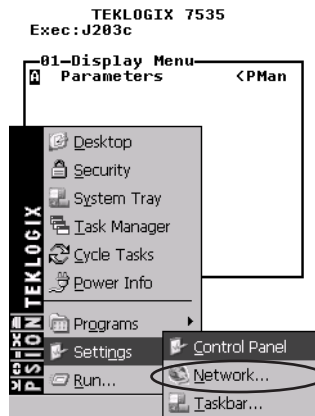 TEKLOGIX 7535
Exec:J203c
01—Display Menu
A Parameters <PMan
Desktop
Security
System Tray
Task Manager
Cycle Tasks
Power Info
Programs
Settings
Run...
PSION TEKLOGIX
Control Panel
Network...
Taskbar...